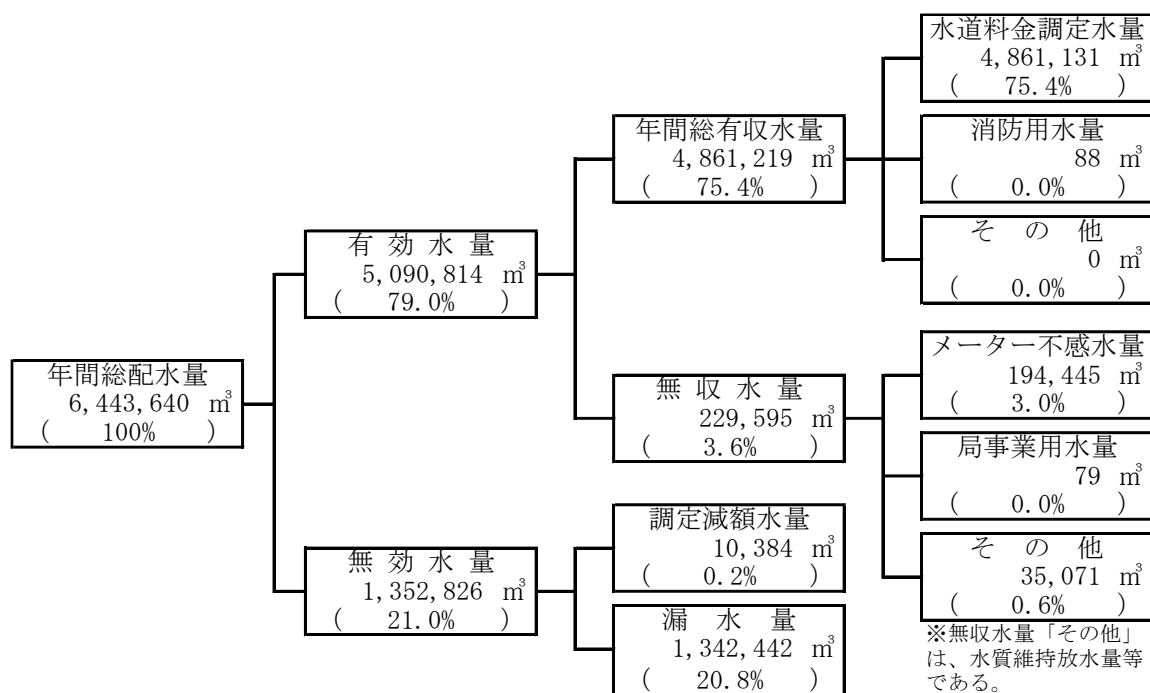 年間総配水量
6,443,640 ㎥
( 100% )
有 効 水 量
5,090,814 ㎥
( 79.0% )
無 効 水 量
1,352,826 ㎥
( 21.0% )
年間総有収水量
4,861,219 ㎥
( 75.4% )
無 収 水 量
229,595 ㎥
( 3.6% )
調定減額水量
10,384 ㎥
( 0.2% )
漏 水 量
1,342,442 ㎥
( 20.8% )
水道料金調定水量
4,861,131 ㎥
( 75.4% )
消防用水量
88 ㎥
( 0.0% )
そ の 他
0 ㎥
( 0.0% )
メーター不感水量
194,445 ㎥
( 3.0% )
局事業用水量
79 ㎥
( 0.0% )
そ の 他
35,071 ㎥
( 0.6% )
※無収水量「その他」
は、水質維持放水量等
である。